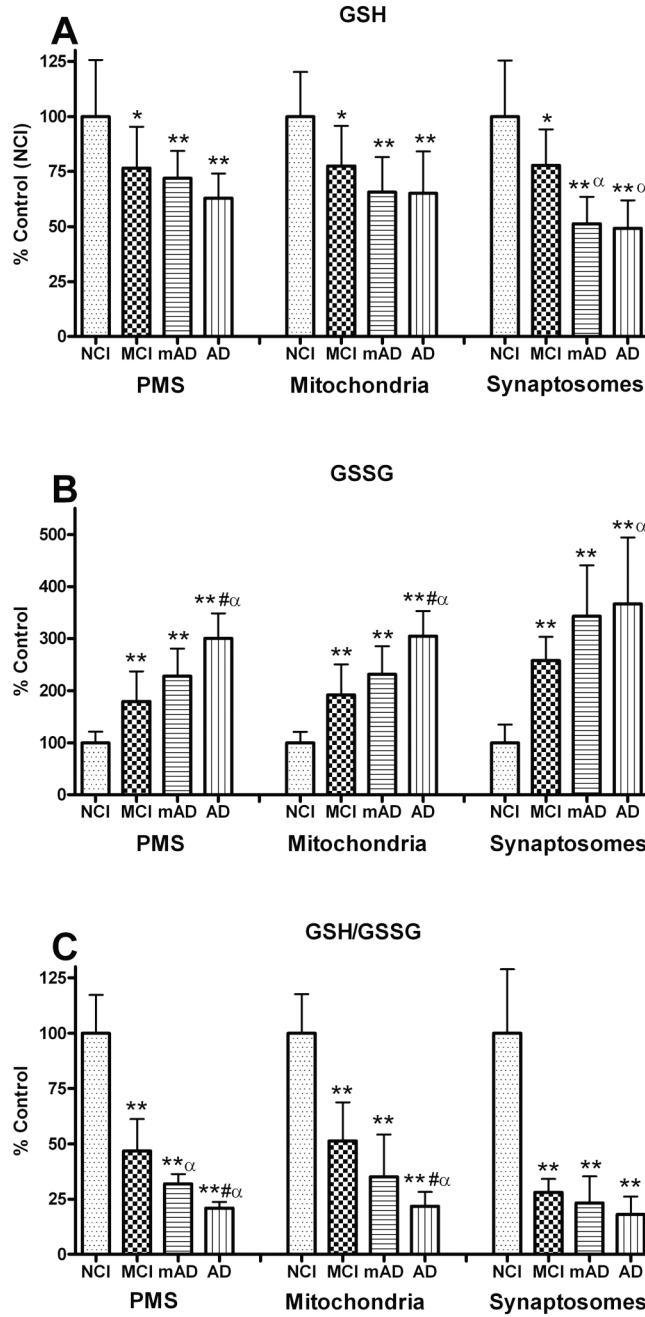 A
GSH
% Control (NCI)
125
100
75
50
25
0
* ** **
* ** **
* **α **α
NCI MCI mAD AD NCI MCI mAD AD NCI MCI mAD AD
PMS Mitochondria Synaptosomes
B
GSSG
% Control
500
400
300
200
100
0
** ** **#α
** ** **#α
** ** **α
NCI MCI mAD AD NCI MCI mAD AD NCI MCI mAD AD
PMS Mitochondria Synaptosomes
C
GSH/GSSG
% Control
125
100
75
50
25
0
** **α **#α
** ** **#α
** ** **
NCI MCI mAD AD NCI MCI mAD AD NCI MCI mAD AD
PMS Mitochondria Synaptosomes